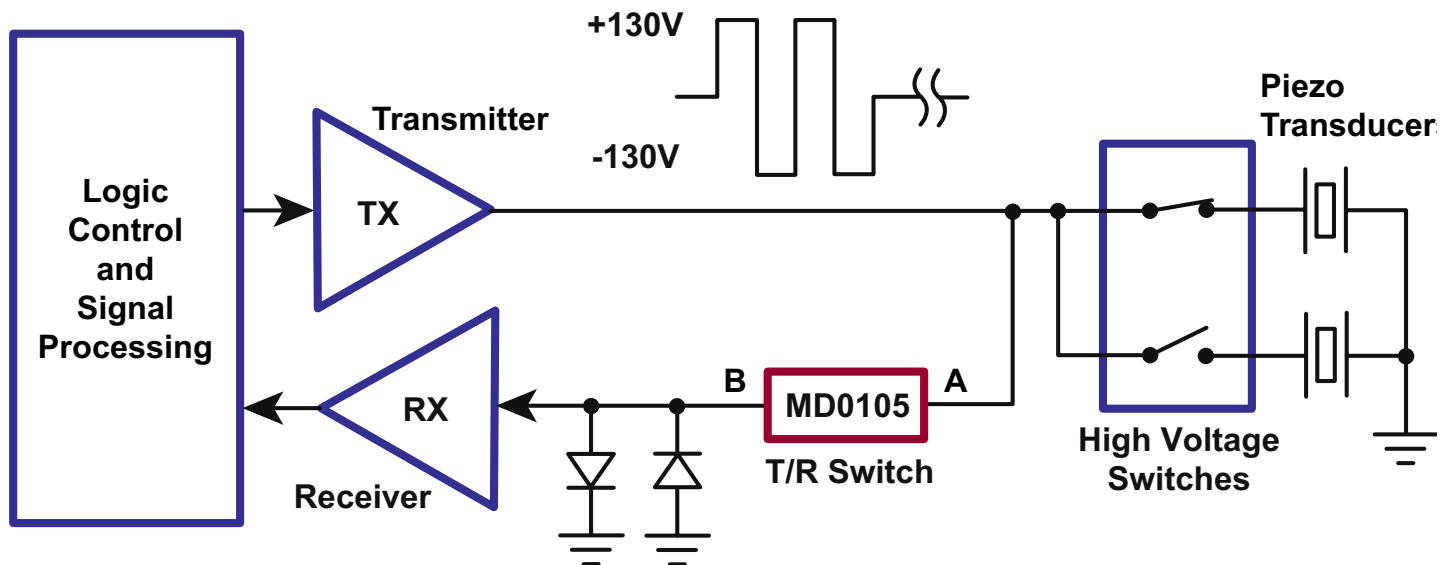 +130V
-130V
Logic
Control
and
Signal
Processing
Transmitter
TX
Piezo
Transducers
RX
Receiver
B
MD0105
A
T/R Switch
High Voltage
Switches